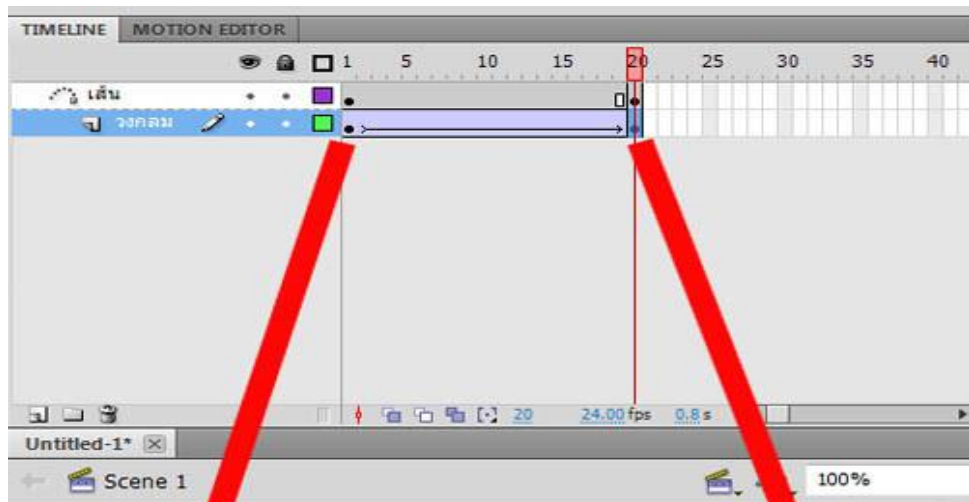 TIMELINE MOTION EDITOR
1 5 10 15 20 25 30 35 40
เส้น
วงกลม
20 24.00 fps 0.8 s
Untitled-1*
Scene 1 100%